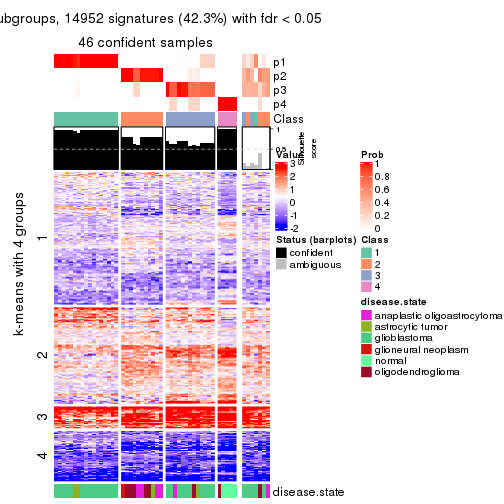 ubgroups, 14952 signatures (42.3%) with fdr < 0.05
46 confident samples
p1
p2
p3
p4
Class
1
0.5
Silhouette
score
Value
3
2
1
0
-1
-2
Prob
1
0.8
0.6
0.4
0.2
0
Status (barplots)
confident
ambiguous
Class
1
2
3
4
disease.state
anaplastic oligoastrocytoma
astrocytic tumor
glioblastoma
glioneural neoplasm
normal
oligodendroglioma
k-means with 4 groups
1
2
3
4
disease.state